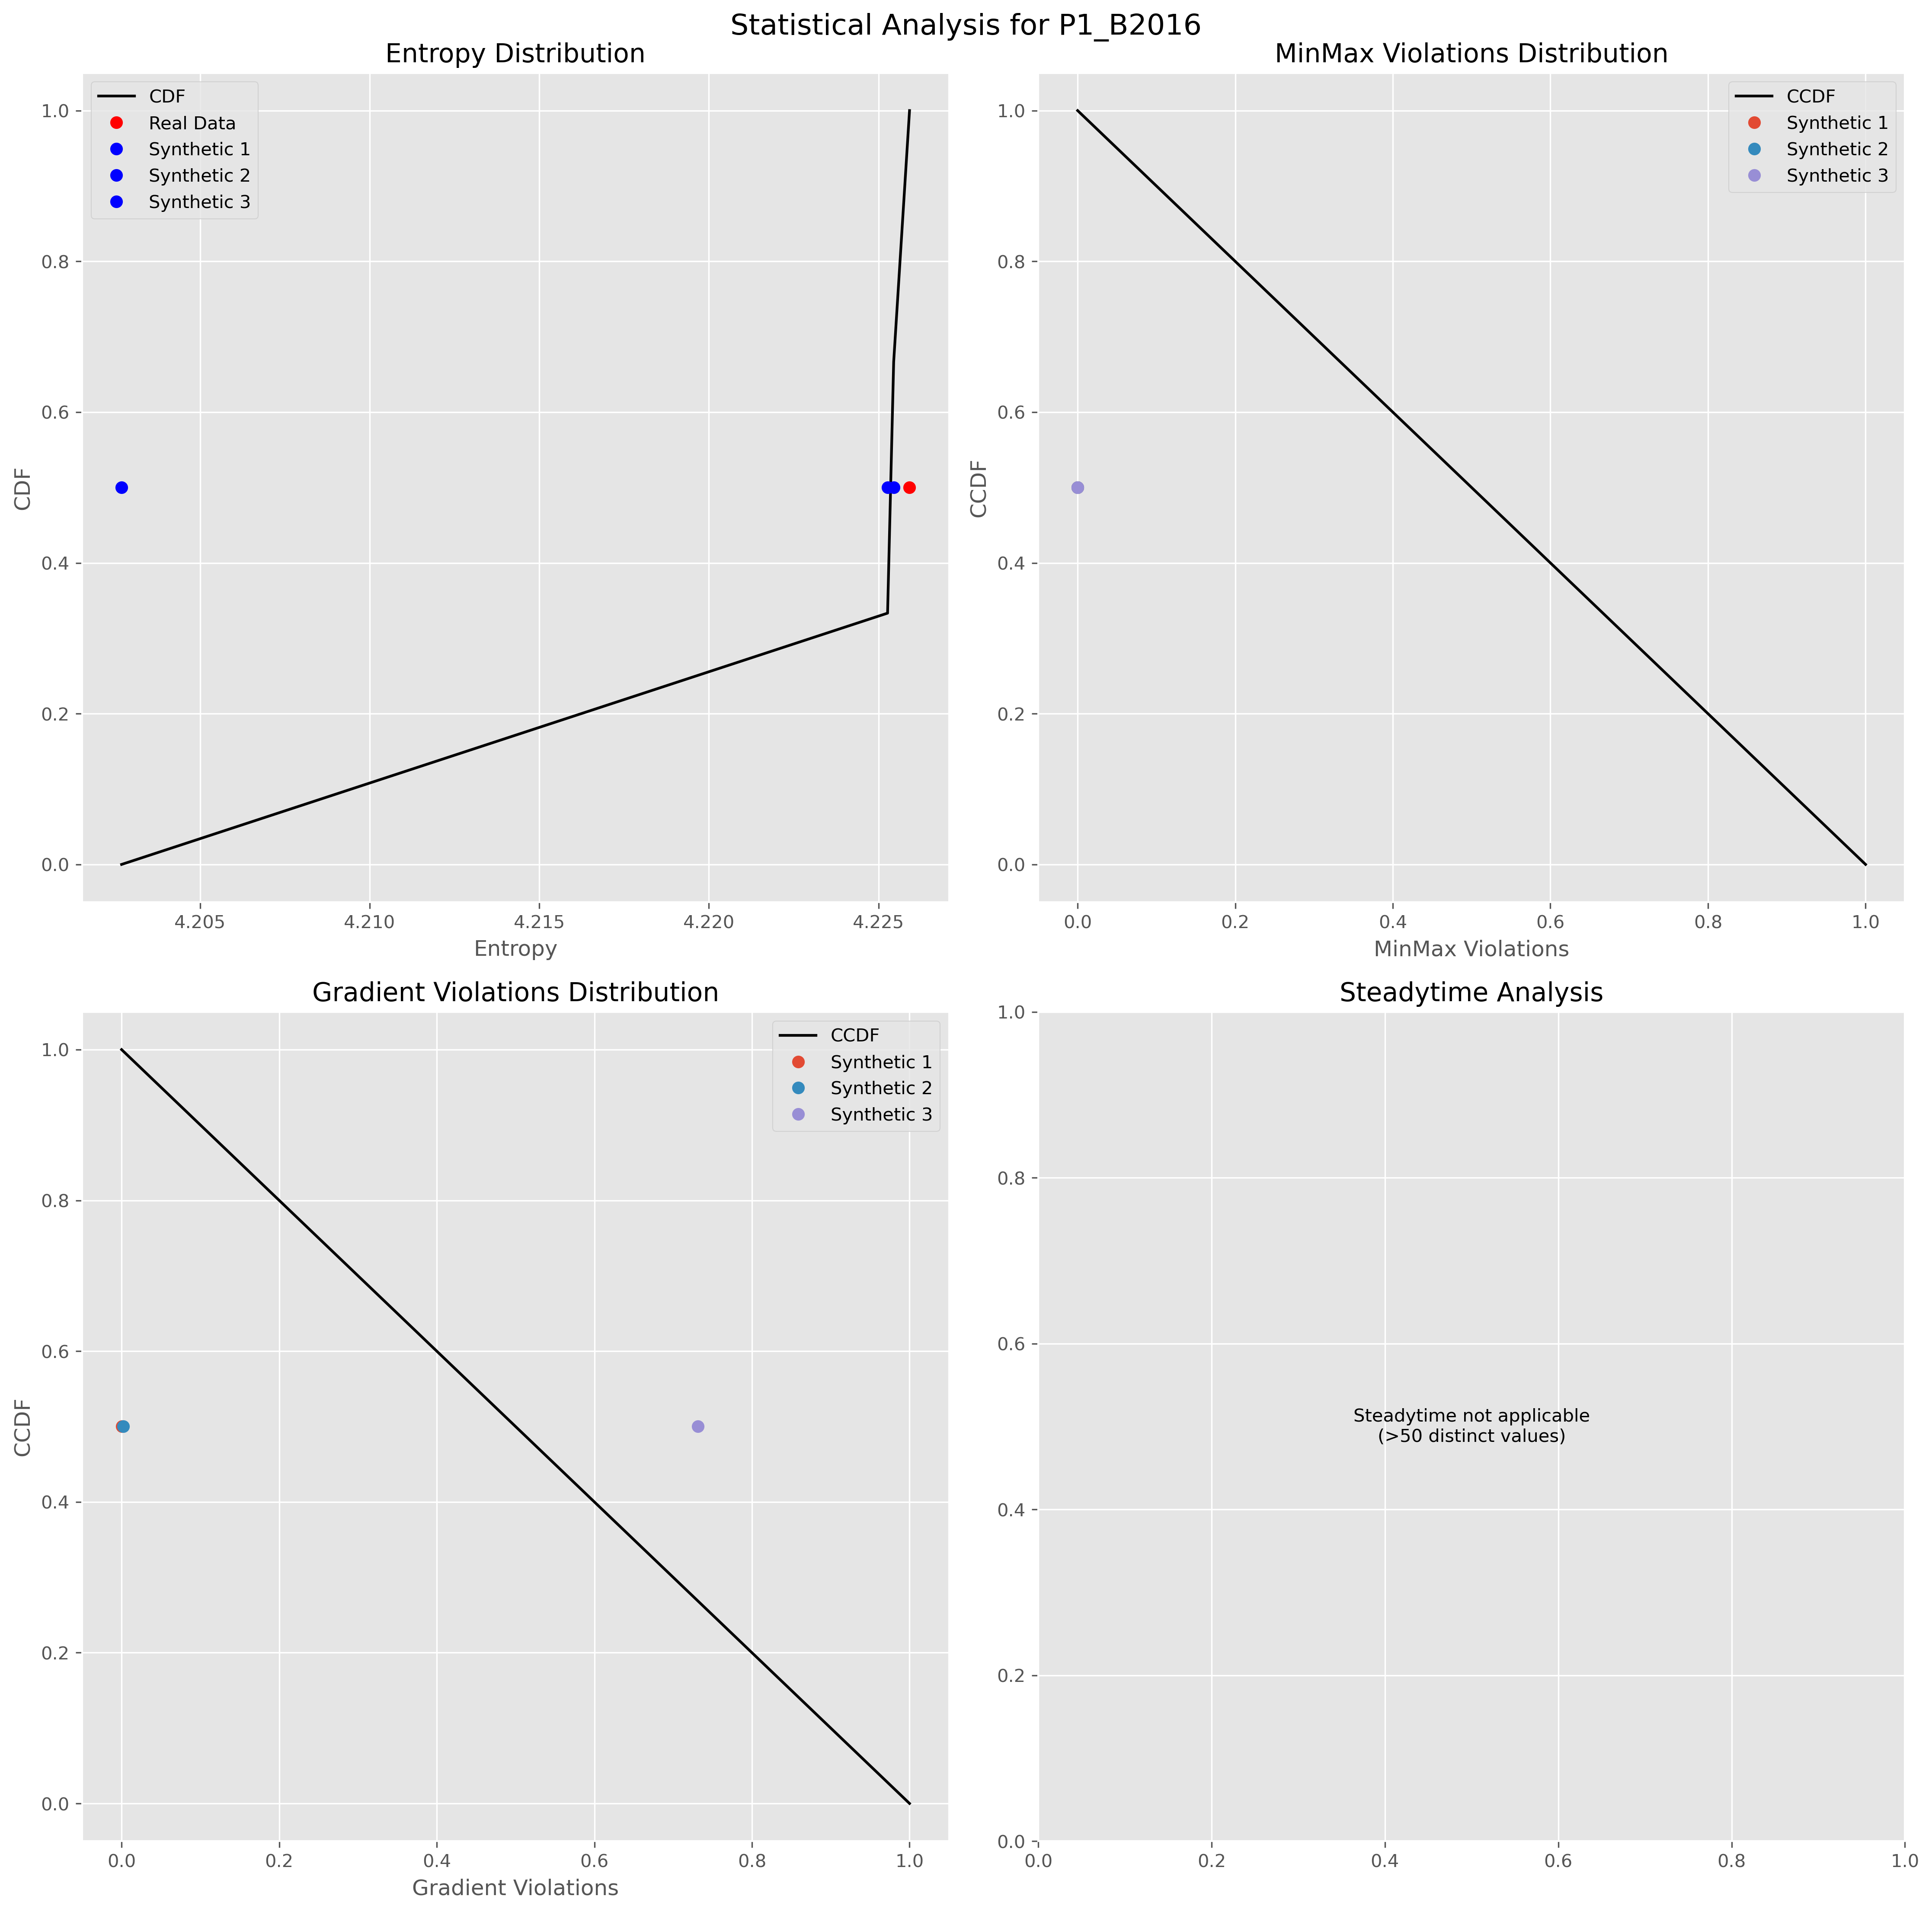 Statistical Analysis for P1_B2016
Entropy Distribution
CDF
Real Data
Synthetic 1
Synthetic 2
Synthetic 3
1.0
0.8
0.6
0.4
0.2
0.0
CDF
4.205 4.210 4.215 4.220 4.225
Entropy
MinMax Violations Distribution
CCDF
Synthetic 1
Synthetic 2
Synthetic 3
1.0
0.8
0.6
0.4
0.2
0.0
CCDF
0.0 0.2 0.4 0.6 0.8 1.0
MinMax Violations
Gradient Violations Distribution
CCDF
Synthetic 1
Synthetic 2
Synthetic 3
1.0
0.8
0.6
0.4
0.2
0.0
CCDF
0.0 0.2 0.4 0.6 0.8 1.0
Gradient Violations
Steadytime Analysis
1.0
0.8
0.6
0.4
0.2
0.0
Steadytime not applicable
(>50 distinct values)
0.0 0.2 0.4 0.6 0.8 1.0